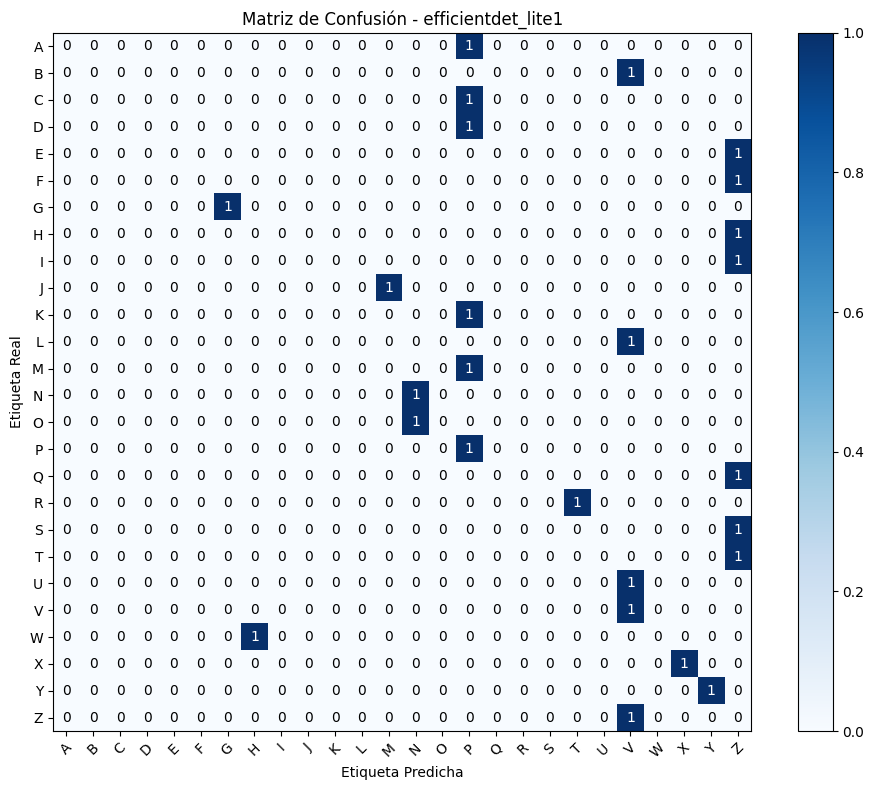 Matriz de Confusión - efficientdet_lite1
A 0 0 0 0 0 0 0 0 0 0 0 0 0 0 0 1 0 0 0 0 0 0 0 0 0 0
B 0 0 0 0 0 0 0 0 0 0 0 0 0 0 0 0 0 0 0 0 0 1 0 0 0 0
C 0 0 0 0 0 0 0 0 0 0 0 0 0 0 0 1 0 0 0 0 0 0 0 0 0 0
D 0 0 0 0 0 0 0 0 0 0 0 0 0 0 0 1 0 0 0 0 0 0 0 0 0 0
E 0 0 0 0 0 0 0 0 0 0 0 0 0 0 0 0 0 0 0 0 0 0 0 0 0 1
F 0 0 0 0 0 0 0 0 0 0 0 0 0 0 0 0 0 0 0 0 0 0 0 0 0 1
G 0 0 0 0 0 0 1 0 0 0 0 0 0 0 0 0 0 0 0 0 0 0 0 0 0 0
H 0 0 0 0 0 0 0 0 0 0 0 0 0 0 0 0 0 0 0 0 0 0 0 0 0 1
I 0 0 0 0 0 0 0 0 0 0 0 0 0 0 0 0 0 0 0 0 0 0 0 0 0 1
J 0 0 0 0 0 0 0 0 0 0 0 0 1 0 0 0 0 0 0 0 0 0 0 0 0 0
K 0 0 0 0 0 0 0 0 0 0 0 0 0 0 0 1 0 0 0 0 0 0 0 0 0 0
L 0 0 0 0 0 0 0 0 0 0 0 0 0 0 0 0 0 0 0 0 0 1 0 0 0 0
M 0 0 0 0 0 0 0 0 0 0 0 0 0 0 0 1 0 0 0 0 0 0 0 0 0 0
N 0 0 0 0 0 0 0 0 0 0 0 0 0 1 0 0 0 0 0 0 0 0 0 0 0 0
O 0 0 0 0 0 0 0 0 0 0 0 0 0 1 0 0 0 0 0 0 0 0 0 0 0 0
P 0 0 0 0 0 0 0 0 0 0 0 0 0 0 0 1 0 0 0 0 0 0 0 0 0 0
Q 0 0 0 0 0 0 0 0 0 0 0 0 0 0 0 0 0 0 0 0 0 0 0 0 0 1
R 0 0 0 0 0 0 0 0 0 0 0 0 0 0 0 0 0 0 0 1 0 0 0 0 0 0
S 0 0 0 0 0 0 0 0 0 0 0 0 0 0 0 0 0 0 0 0 0 0 0 0 0 1
T 0 0 0 0 0 0 0 0 0 0 0 0 0 0 0 0 0 0 0 0 0 0 0 0 0 1
U 0 0 0 0 0 0 0 0 0 0 0 0 0 0 0 0 0 0 0 0 0 1 0 0 0 0
V 0 0 0 0 0 0 0 0 0 0 0 0 0 0 0 0 0 0 0 0 0 1 0 0 0 0
W 0 0 0 0 0 0 0 1 0 0 0 0 0 0 0 0 0 0 0 0 0 0 0 0 0 0
X 0 0 0 0 0 0 0 0 0 0 0 0 0 0 0 0 0 0 0 0 0 0 0 1 0 0
Y 0 0 0 0 0 0 0 0 0 0 0 0 0 0 0 0 0 0 0 0 0 0 0 0 1 0
Z 0 0 0 0 0 0 0 0 0 0 0 0 0 0 0 0 0 0 0 0 0 1 0 0 0 0
A B C D E F G H I J K L M N O P Q R S T U V W X Y Z
Etiqueta Predicha
Etiqueta Real
1.0
0.8
0.6
0.4
0.2
0.0